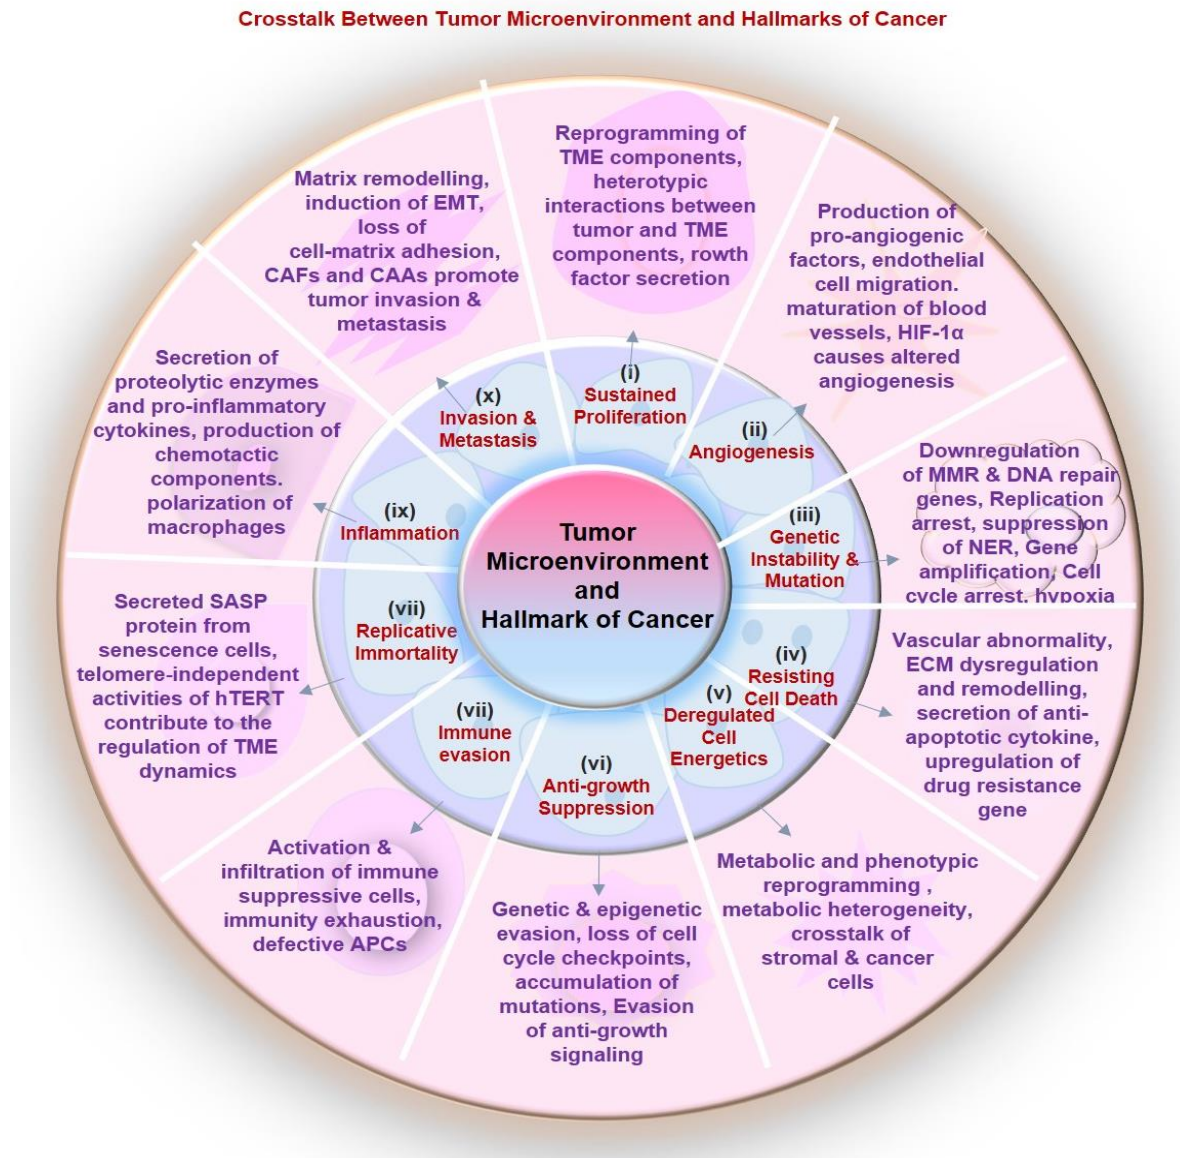 Crosstalk Between Tumor Microenvironment and Hallmarks of Cancer
Reprogramming of
TME components,
heterotypic
interactions between
tumor and TME
components, rowth
factor secretion
Production of
pro-angiogenic
factors, endothelial
cell migration.
maturation of blood
vessels, HIF-1α
causes altered
angiogenesis
Downregulation
of MMR & DNA repair
genes, Replication
arrest, suppression
of NER, Gene
amplification, Cell
cycle arrest. hypoxia
Vascular abnormality,
ECM dysregulation
and remodelling,
secretion of anti-
apoptotic cytokine,
upregulation of
drug resistance
gene
Metabolic and phenotypic
reprogramming ,
metabolic heterogeneity,
crosstalk of
stromal & cancer
cells
Genetic & epigenetic
evasion, loss of cell
cycle checkpoints,
accumulation of
mutations, Evasion
of anti-growth
signaling
Activation &
infiltration of immune
suppressive cells,
immunity exhaustion,
defective APCs
Secreted SASP
protein from
senescence cells,
telomere-independent
activities of hTERT
contribute to the
regulation of TME
dynamics
Secretion of
proteolytic enzymes
and pro-inflammatory
cytokines, production of
chemotactic
components.
polarization of
macrophages
Matrix remodelling,
induction of EMT,
loss of
cell-matrix adhesion,
CAFs and CAAs promote
tumor invasion &
metastasis
(i)
Sustained
Proliferation
(ii)
Angiogenesis
(iii)
Genetic
Instability &
Mutation
(iv)
Resisting
Cell Death
(v)
Deregulated
Cell
Energetics
(vi)
Anti-growth
Suppression
(vii)
Immune
evasion
(vii)
Replicative
Immortality
(ix)
Inflammation
(x)
Invasion &
Metastasis
Tumor
Microenvironment
and
Hallmark of Cancer